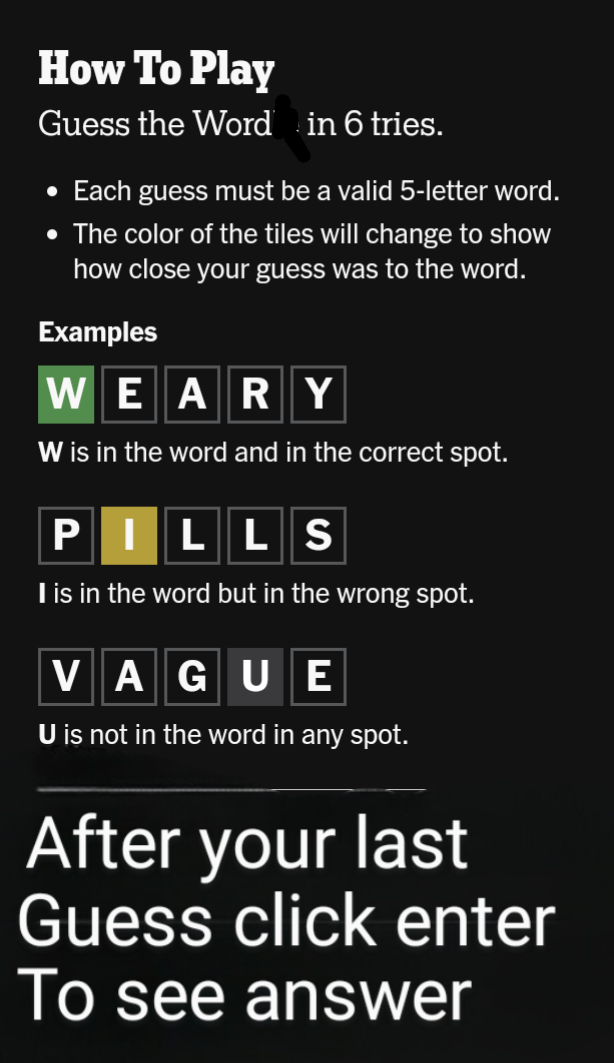 How To Play
Guess the Word in 6 tries.
• Each guess must be a valid 5-letter word.
• The color of the tiles will change to show
how close your guess was to the word.
Examples
W E A R Y
W is in the word and in the correct spot.
P I L L S
I is in the word but in the wrong spot.
V A G U E
U is not in the word in any spot.
After your last
Guess click enter
To see answer